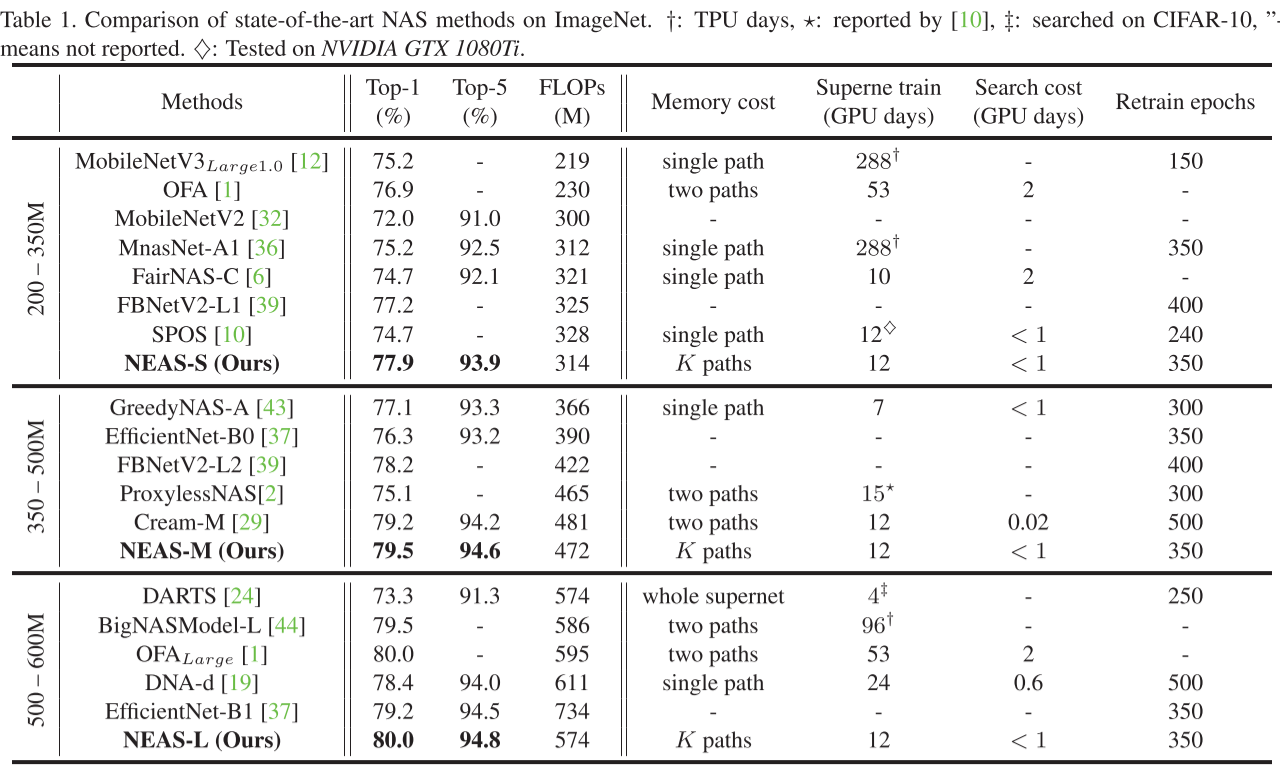 Table 1. Comparison of state-of-the-art NAS methods on ImageNet. †: TPU days, ⋆: reported by [10], ‡: searched on CIFAR-10, ”-
means not reported. ♢: Tested on NVIDIA GTX 1080Ti.
Methods Top-1 (%) Top-5 (%) FLOPs (M) Memory cost Superne train (GPU days) Search cost (GPU days) Retrain epochs
200 – 350M
MobileNetV3Large1.0 [12] 75.2 - 219 single path 288† - 150
OFA [1] 76.9 - 230 two paths 53 2 -
MobileNetV2 [32] 72.0 91.0 300 - - - -
MnasNet-A1 [36] 75.2 92.5 312 single path 288† - 350
FairNAS-C [6] 74.7 92.1 321 single path 10 2 -
FBNetV2-L1 [39] 77.2 - 325 - - - 400
SPOS [10] 74.7 - 328 single path 12♢ < 1 240
NEAS-S (Ours) 77.9 93.9 314 K paths 12 < 1 350
350 – 500M
GreedyNAS-A [43] 77.1 93.3 366 single path 7 < 1 300
EfficientNet-B0 [37] 76.3 93.2 390 - - - 350
FBNetV2-L2 [39] 78.2 - 422 - - - 400
ProxylessNAS[2] 75.1 - 465 two paths 15⋆ - 300
Cream-M [29] 79.2 94.2 481 two paths 12 0.02 500
NEAS-M (Ours) 79.5 94.6 472 K paths 12 < 1 350
500 – 600M
DARTS [24] 73.3 91.3 574 whole supernet 4‡ - 250
BigNASModel-L [44] 79.5 - 586 two paths 96† - -
OFALarge [1] 80.0 - 595 two paths 53 2 -
DNA-d [19] 78.4 94.0 611 single path 24 0.6 500
EfficientNet-B1 [37] 79.2 94.5 734 - - - 350
NEAS-L (Ours) 80.0 94.8 574 K paths 12 < 1 350